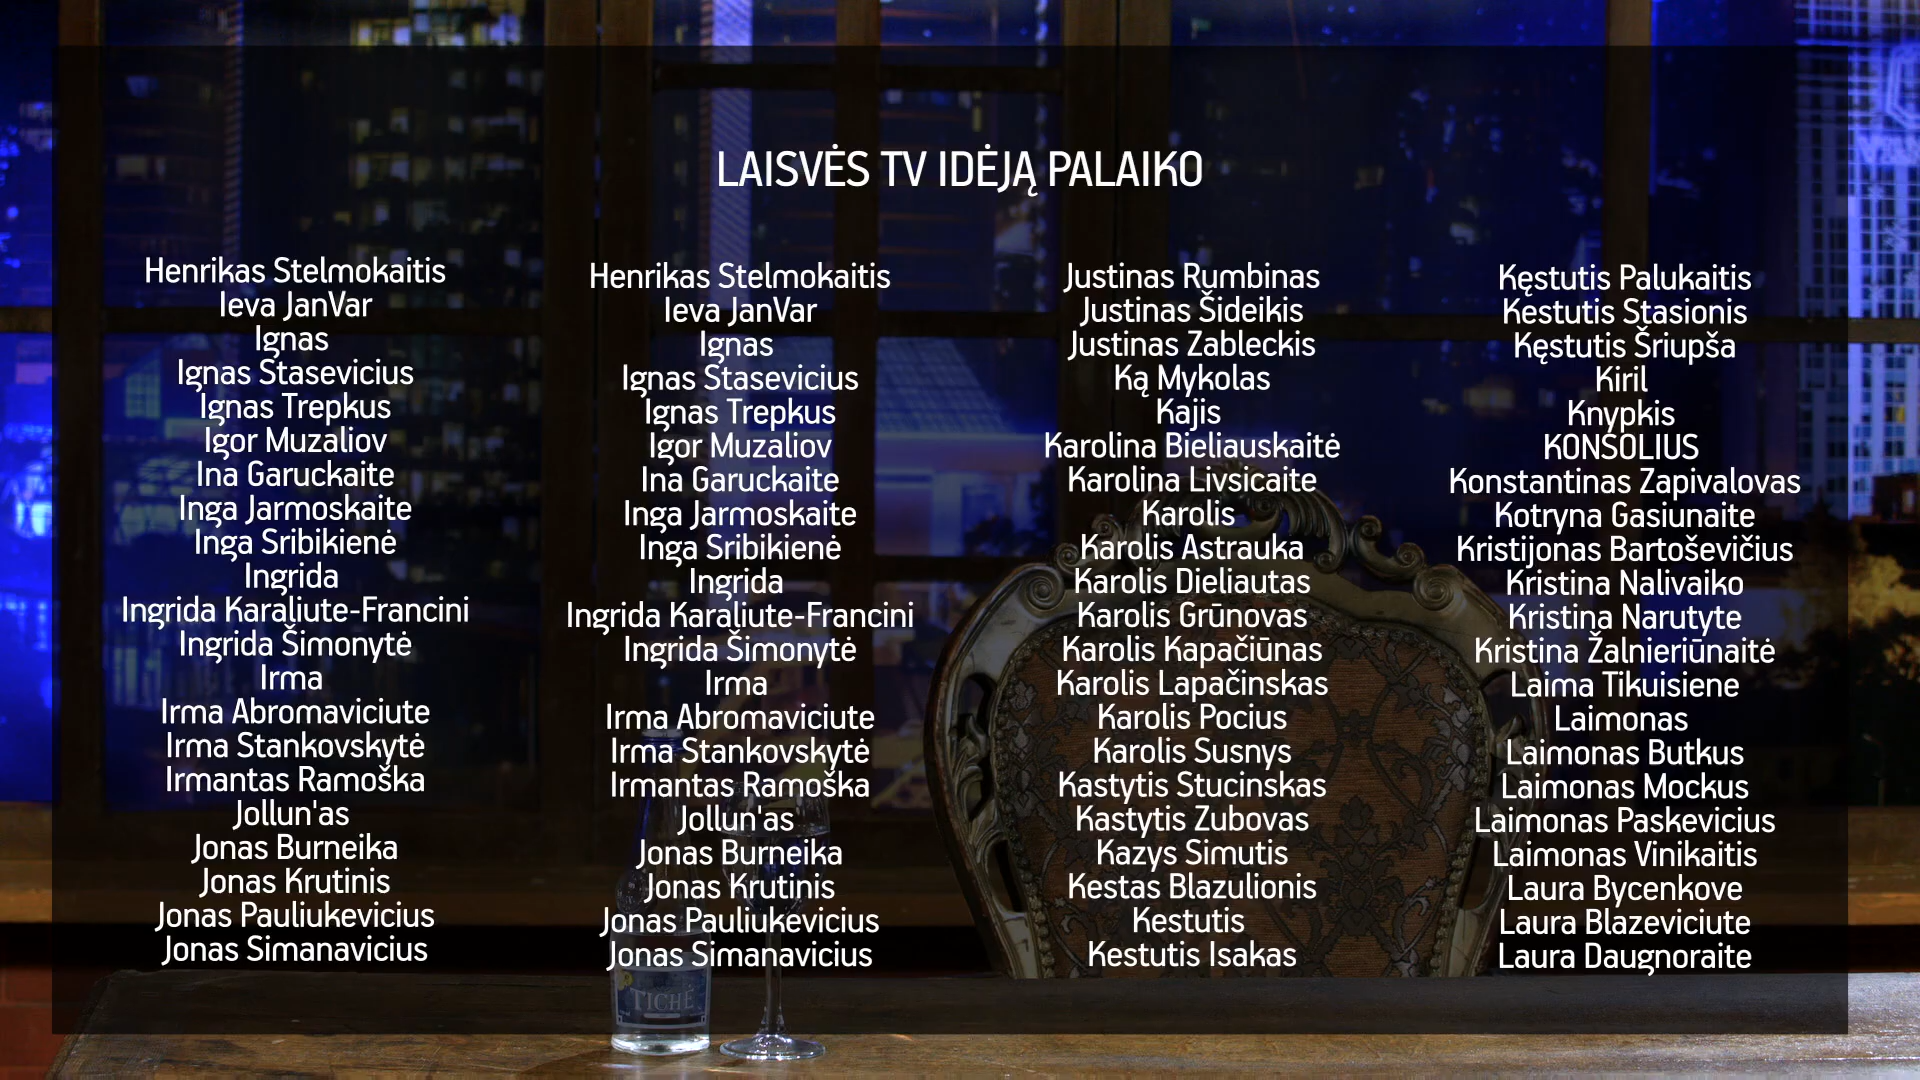 LAISVĖS TV IDĖJĄ PALAIKO
Henrikas Stelmokaitis
Ieva JanVar
Ignas
Ignas Stasevicius
Ignas Trepkus
Igor Muzaliov
Ina Garuckaite
Inga Jarmoskaite
Inga Sribikienė
Ingrida
Ingrida Karaliute-Francini
Ingrida Šimonytė
Irma
Irma Abromaviciute
Irma Stankovskytė
Irmantas Ramoška
Jollun'as
Jonas Burneika
Jonas Krutinis
Jonas Pauliukevicius
Jonas Simanavicius
Henrikas Stelmokaitis
Ieva JanVar
Ignas
Ignas Stasevicius
Ignas Trepkus
Igor Muzaliov
Ina Garuckaite
Inga Jarmoskaite
Inga Sribikienė
Ingrida
Ingrida Karaliute-Francini
Ingrida Šimonytė
Irma
Irma Abromaviciute
Irma Stankovskytė
Irmantas Ramoška
Jollun'as
Jonas Burneika
Jonas Krutinis
Jonas Pauliukevicius
Jonas Simanavicius
Justinas Rumbinas
Justinas Šideikis
Justinas Zableckis
Ką Mykolas
Kajis
Karolina Bieliauskaitė
Karolina Livsicaite
Karolis
Karolis Astrauka
Karolis Dieliautas
Karolis Grūnovas
Karolis Kapačiūnas
Karolis Lapačinskas
Karolis Pocius
Karolis Susnys
Kastytis Stucinskas
Kastytis Zubovas
Kazys Simutis
Kestas Blazulionis
Kestutis
Kestutis Isakas
Kęstutis Palukaitis
Kestutis Stasionis
Kęstutis Šriupša
Kiril
Knypkis
KONSOLIUS
Konstantinas Zapivalovas
Kotryna Gasiunaite
Kristijonas Bartoševičius
Kristina Nalivaiko
Kristina Narutyte
Kristina Žalnieriūnaitė
Laima Tikuisiene
Laimonas
Laimonas Butkus
Laimonas Mockus
Laimonas Paskevicius
Laimonas Vinikaitis
Laura Bycenkove
Laura Blazeviciute
Laura Daugnoraite
TICHĖ